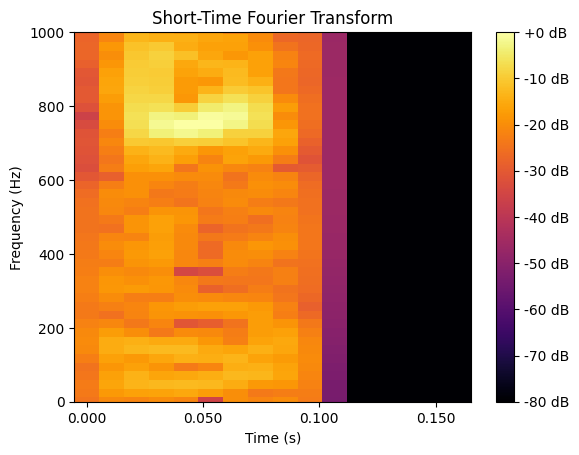 Short-Time Fourier Transform
1000
800
600
400
200
0
Frequency (Hz)
0.000
0.050
0.100
0.150
Time (s)
+0 dB
-10 dB
-20 dB
-30 dB
-40 dB
-50 dB
-60 dB
-70 dB
-80 dB